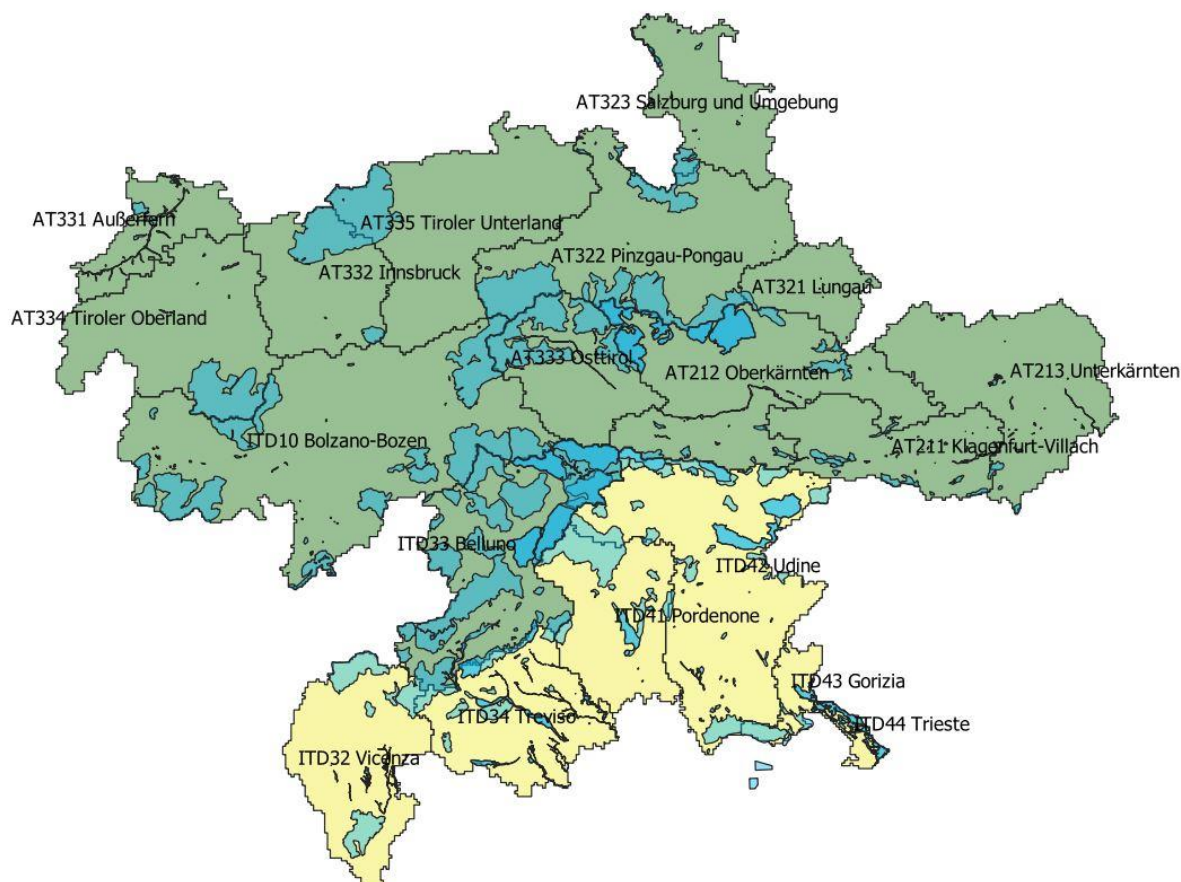 AT323 Salzburg und Umgebung
AT331 Außerfern
AT335 Tiroler Unterland
AT322 Pinzgau-Pongau
AT332 Innsbruck
AT321 Lungau
AT334 Tiroler Oberland
AT333 Osttirol
AT212 Oberkärnten
AT213 Unterkärnten
ITD10 Bolzano-Bozen
AT211 Klagenfurt-Villach
ITD33 Belluno
ITD42 Udine
ITD41 Pordenone
ITD43 Gorizia
ITD34 Treviso
ITD44 Trieste
ITD32 Vicenza